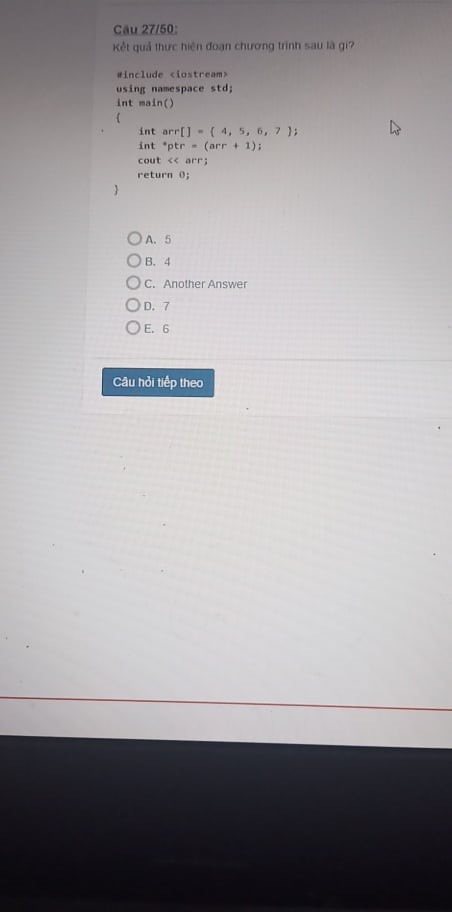 Câu 27/50:
Kết quả thực hiện đoạn chương trình sau là gì?
#include <iostream>
using namespace std;
int main()
{
int arr[] = { 4, 5, 6, 7 };
int *ptr = (arr + 1);
cout << arr;
return 0;
}
A. 5
B. 4
C. Another Answer
D. 7
E. 6
Câu hỏi tiếp theo